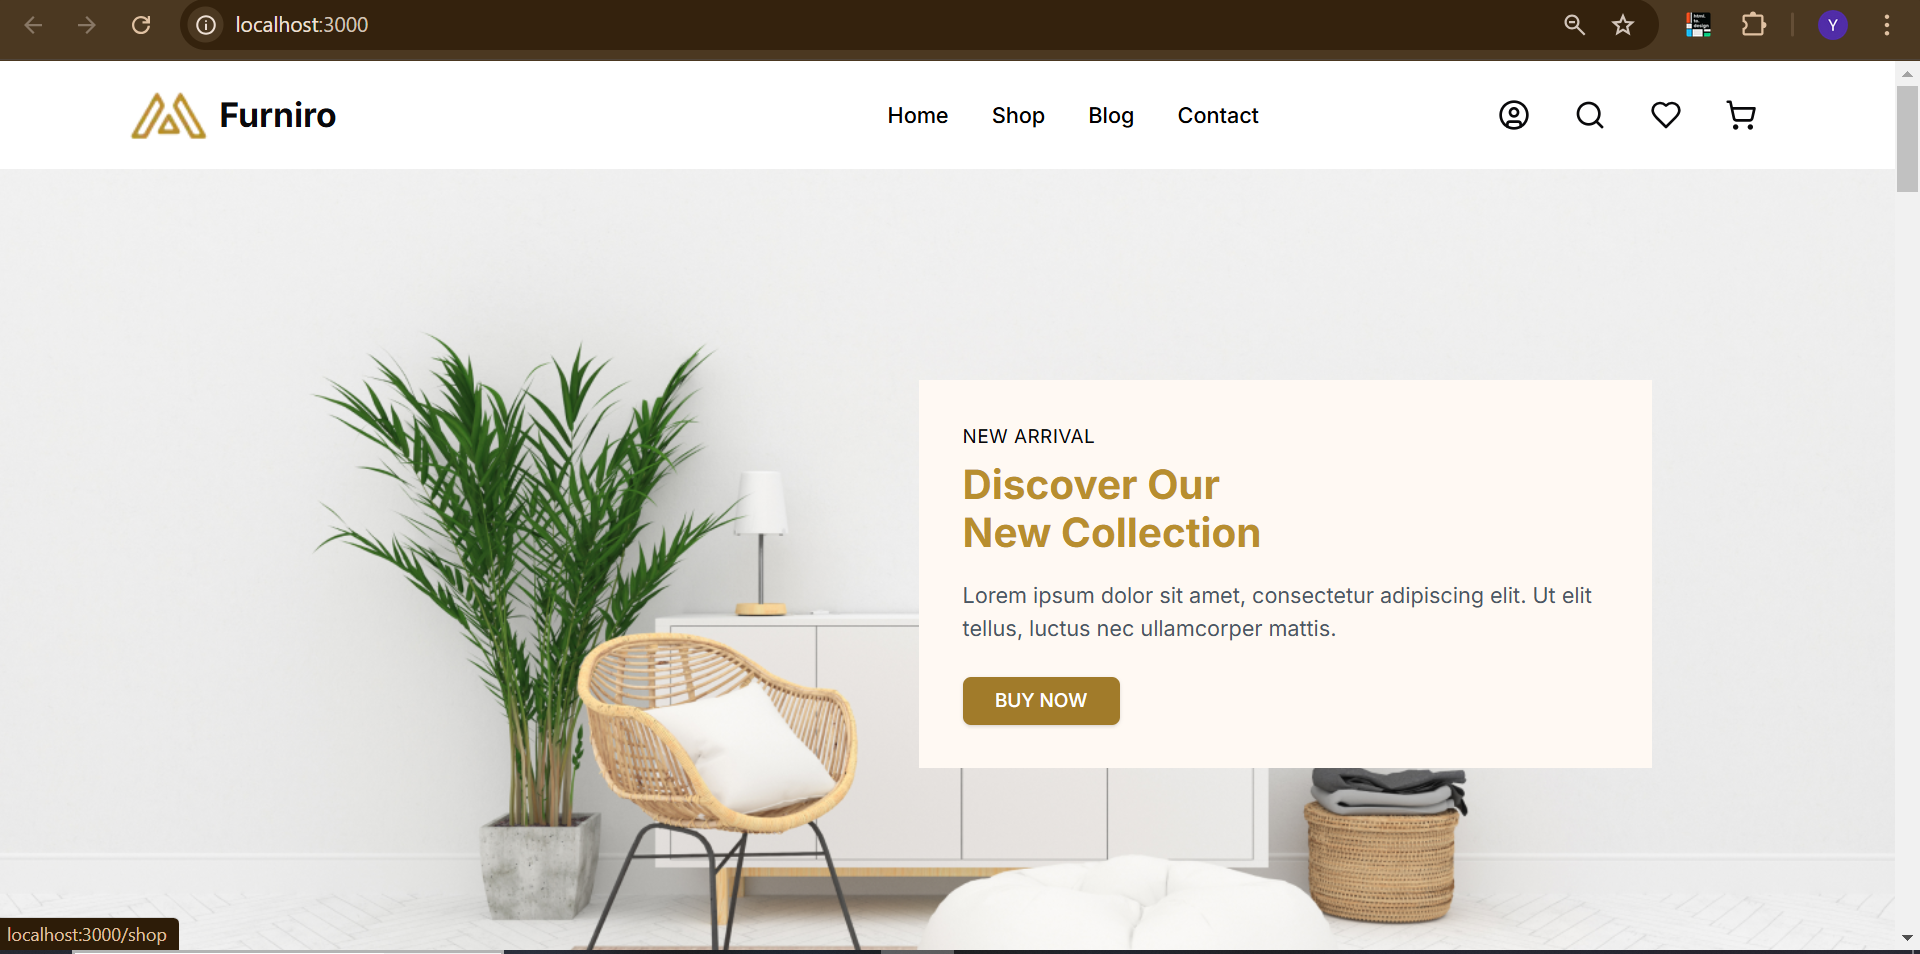 localhost:3000
Y
Furniro
Home Shop Blog Contact
NEW ARRIVAL
Discover Our
New Collection
Lorem ipsum dolor sit amet, consectetur adipiscing elit. Ut elit
tellus, luctus nec ullamcorper mattis.
BUY NOW
localhost:3000/shop